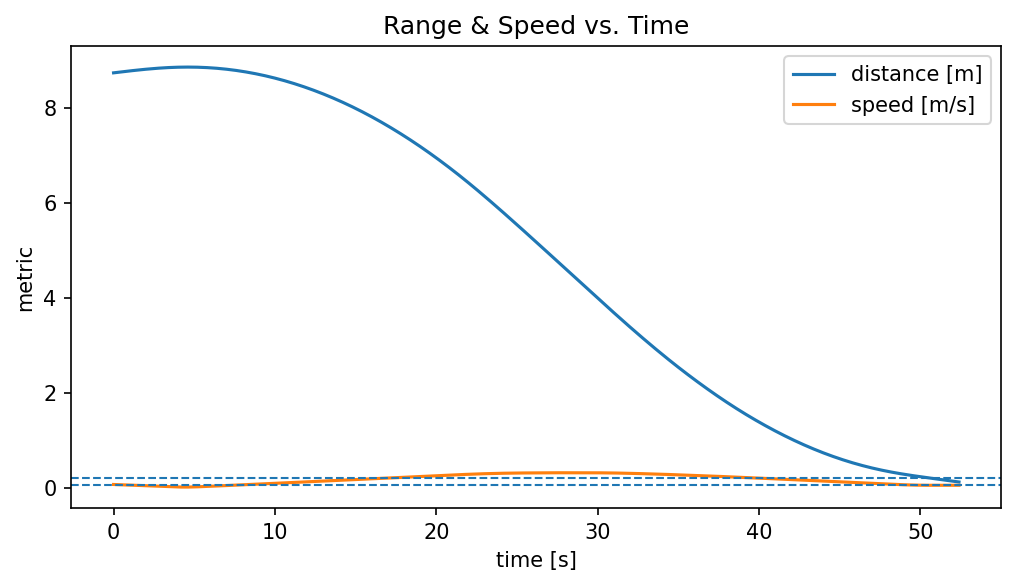 Range & Speed vs. Time
distance [m]
speed [m/s]
metric
8
6
4
2
0
0 10 20 30 40 50
time [s]